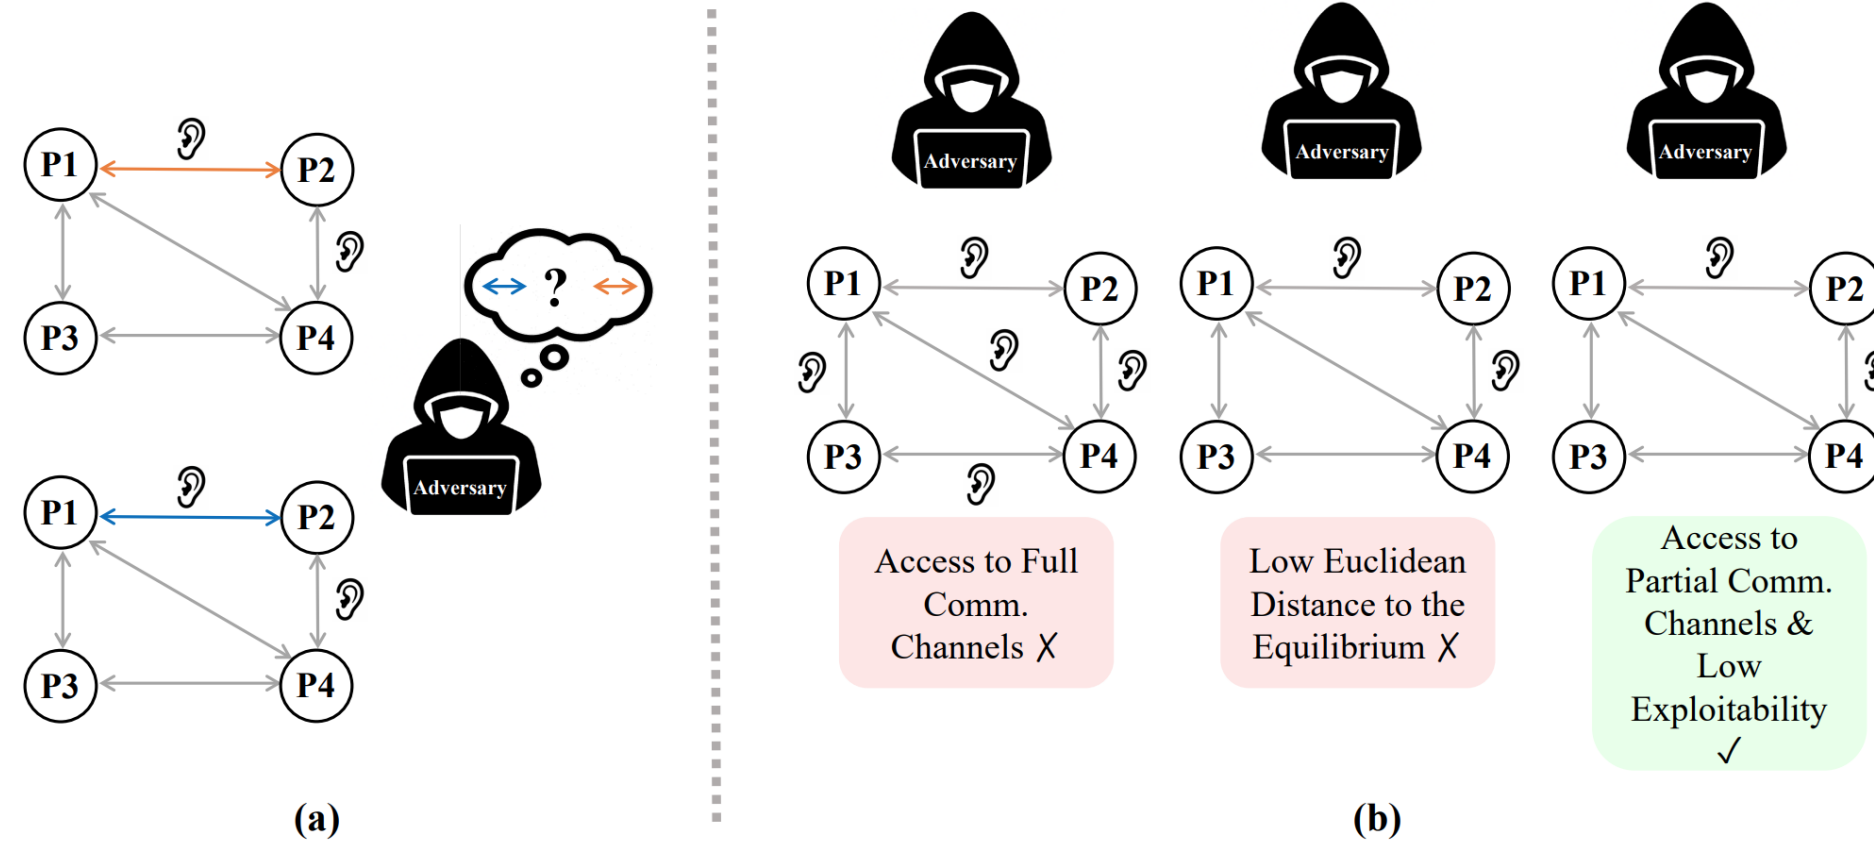 P1
P2
P3
P4
?
Adversary
P1
P2
P3
P4
(a)
Adversary
P1
P2
P3
P4
Access to Full
Comm.
Channels ✗
Adversary
P1
P2
P3
P4
Low Euclidean
Distance to the
Equilibrium ✗
Adversary
P1
P2
P3
P4
Access to
Partial Comm.
Channels &
Low
Exploitability
✓
(b)